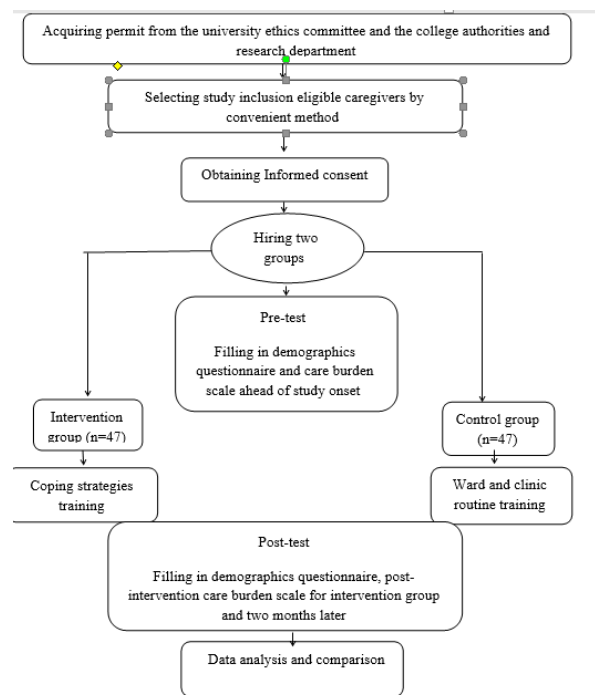 Acquiring permit from the university ethics committee and the college authorities and
research department
Selecting study inclusion eligible caregivers by
convenient method
Obtaining Informed consent
Hiring two
groups
Pre-test
Filling in demographics
questionnaire and care burden
scale ahead of study onset
Intervention
group (n=47)
Control group
(n=47)
Coping strategies
training
Ward and clinic
routine training
Post-test
Filling in demographics questionnaire, post-
intervention care burden scale for intervention group
and two months later
Data analysis and comparison